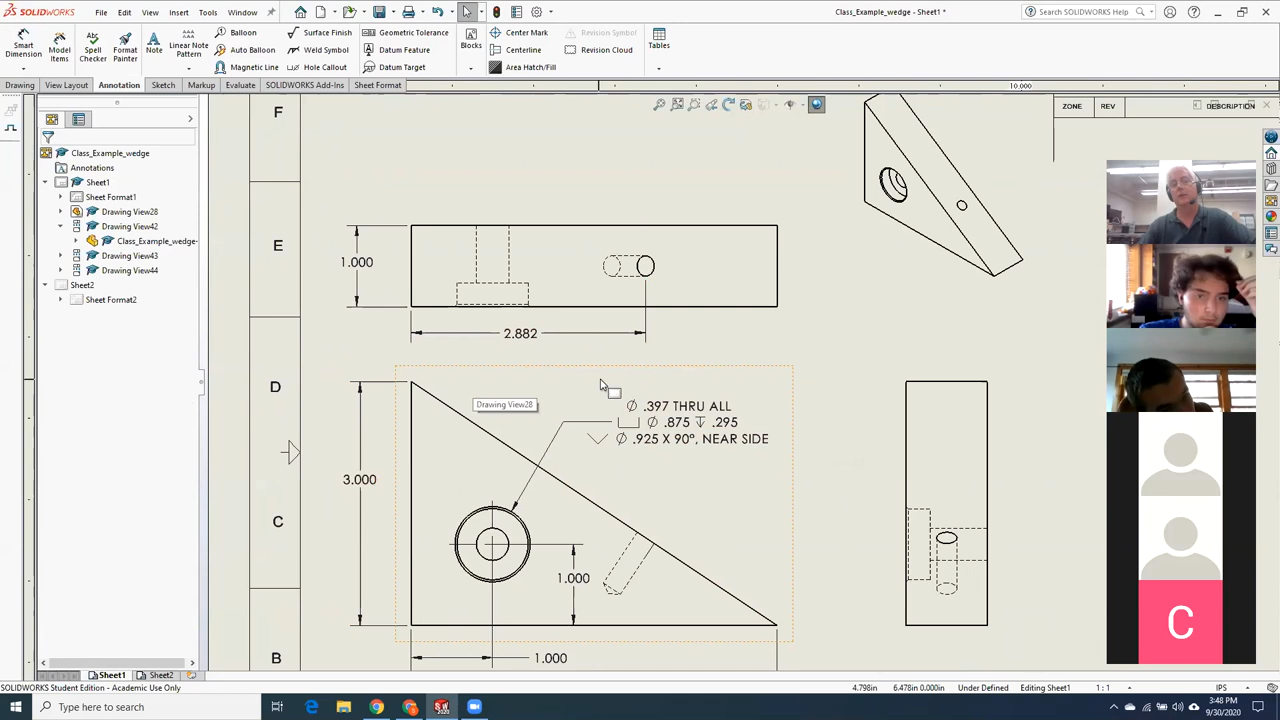 SOLIDWORKS
File
Edit
View
Insert
Tools
Window
Class_Example_wedge - Sheet1 *
Search SOLIDWORKS Help
Smart Dimension
Model Items
Spell Checker
Format Painter
Note
Linear Note Pattern
Balloon
Auto Balloon
Magnetic Line
Surface Finish
Weld Symbol
Hole Callout
Geometric Tolerance
Datum Feature
Datum Target
Blocks
Center Mark
Centerline
Area Hatch/Fill
Revision Symbol
Revision Cloud
Tables
Drawing
View Layout
Annotation
Sketch
Markup
Evaluate
SOLIDWORKS Add-Ins
Sheet Format
10.000
Class_Example_wedge
Annotations
Sheet1
Sheet Format1
Drawing View28
Drawing View42
Class_Example_wedge-
Drawing View43
Drawing View44
Sheet2
Sheet Format2
F
E
D
C
B
ZONE
REV
DESCRIPTION
1.000
2.882
Drawing View28
Ø .397 THRU ALL
⌴ Ø .875 ↧ .295
⌵ Ø .925 X 90°, NEAR SIDE
3.000
1.000
1.000
C
Sheet1
Sheet2
SOLIDWORKS Student Edition - Academic Use Only
4.798in
6.478in 0.000in
Under Defined
Editing Sheet1
1 : 1
IPS
Type here to search
SW
2020
3:48 PM
9/30/2020